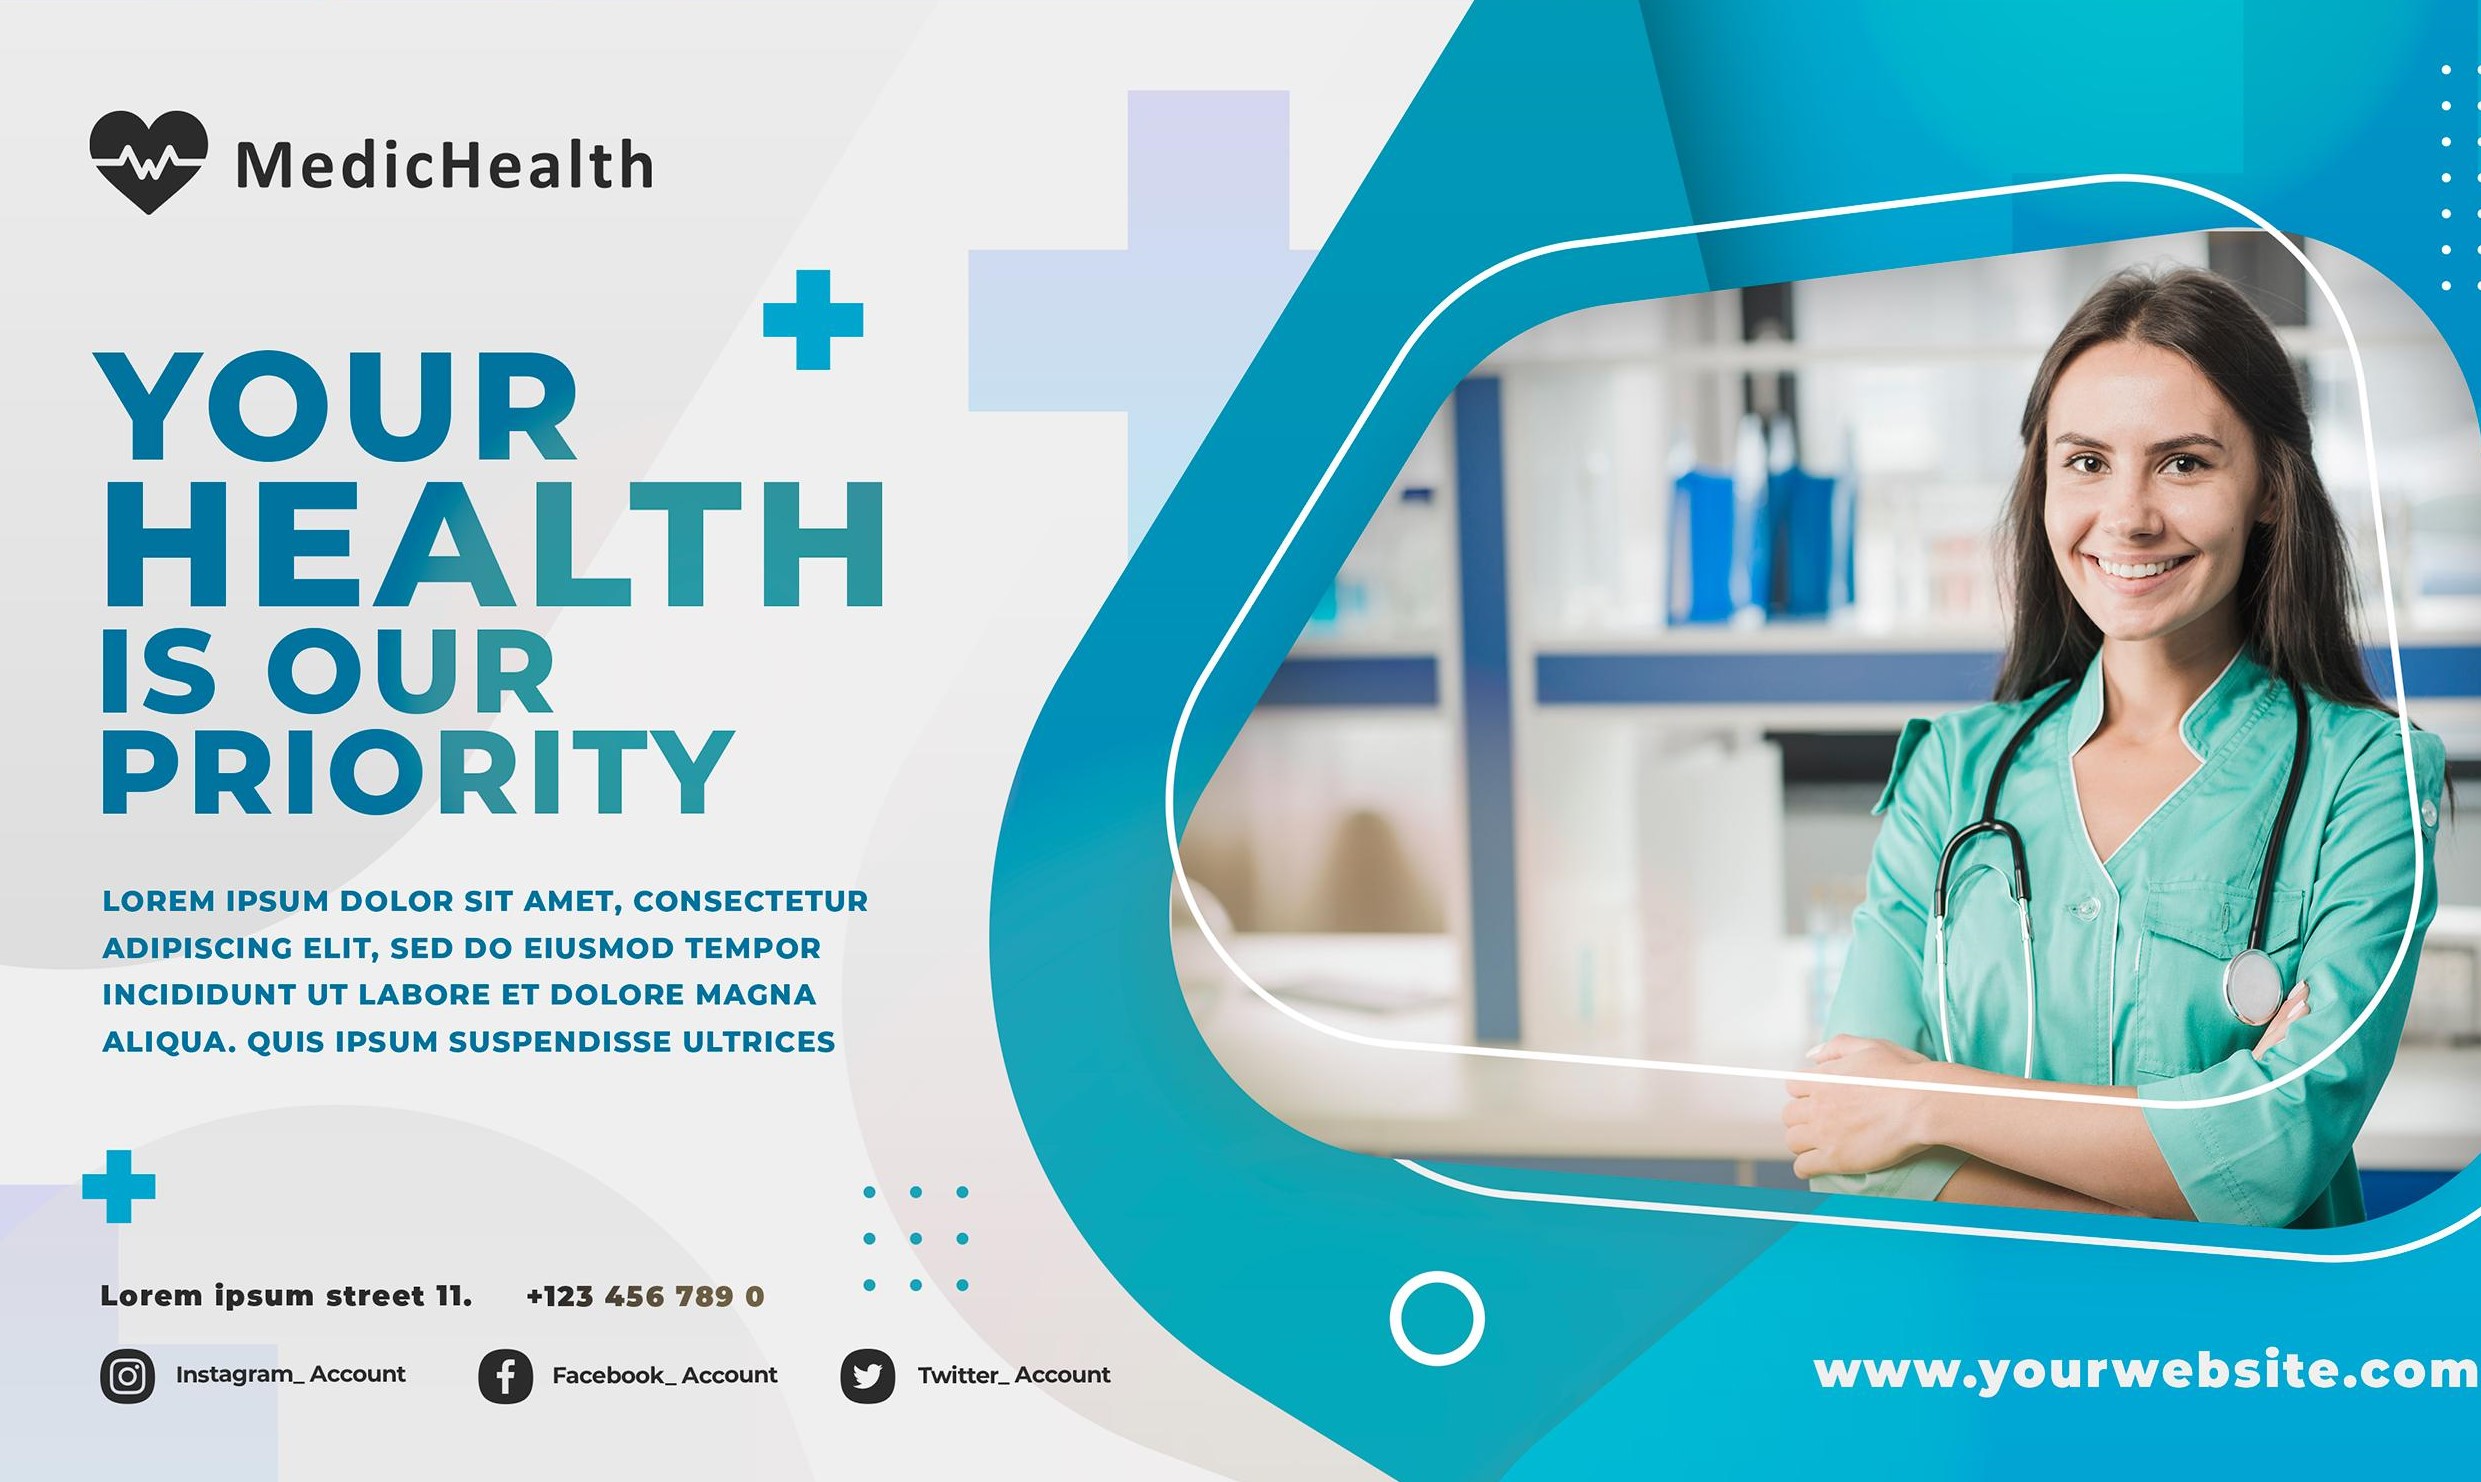 MedicHealth
YOUR
HEALTH
IS OUR
PRIORITY
LOREM IPSUM DOLOR SIT AMET, CONSECTETUR
ADIPISCING ELIT, SED DO EIUSMOD TEMPOR
INCIDIDUNT UT LABORE ET DOLORE MAGNA
ALIQUA. QUIS IPSUM SUSPENDISSE ULTRICES
Lorem ipsum street 11. +123 456 789 0
Instagram_ Account Facebook_ Account Twitter_ Account
www.yourwebsite.com